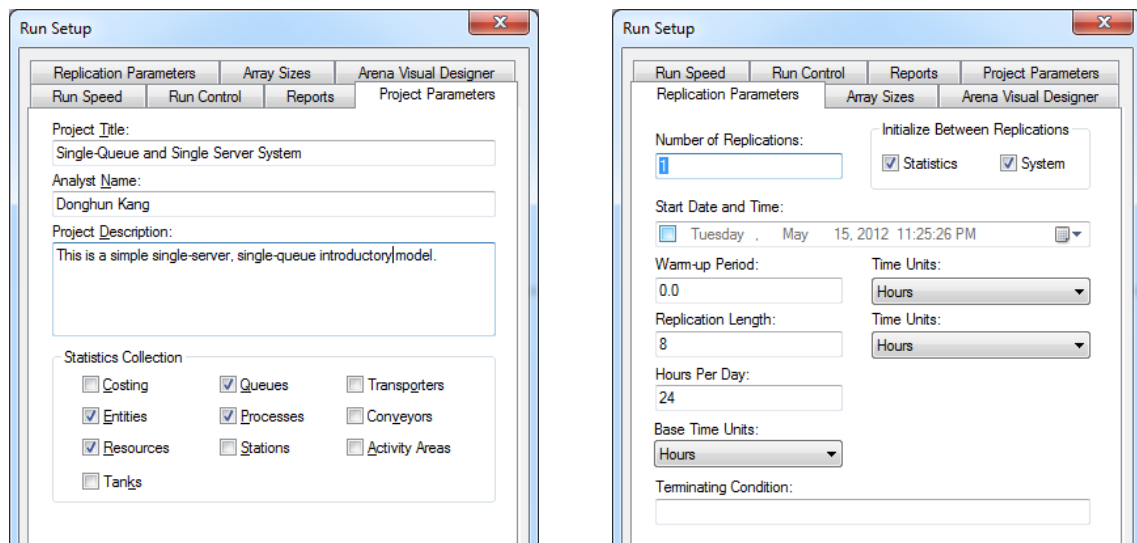 Run Setup
Replication Parameters
Array Sizes
Arena Visual Designer
Run Speed
Run Control
Reports
Project Parameters
Project Title:
Single-Queue and Single Server System
Analyst Name:
Donghun Kang
Project Description:
This is a simple single-server, single-queue introductory model.
Statistics Collection
Costing
Queues
Transporters
Entities
Processes
Conveyors
Resources
Stations
Activity Areas
Tanks
Run Setup
Run Speed
Run Control
Reports
Project Parameters
Replication Parameters
Array Sizes
Arena Visual Designer
Number of Replications:
1
Initialize Between Replications
Statistics
System
Start Date and Time:
Tuesday , May 15, 2012 11:25:26 PM
Warm-up Period:
Time Units:
0.0
Hours
Replication Length:
Time Units:
8
Hours
Hours Per Day:
24
Base Time Units:
Hours
Terminating Condition: